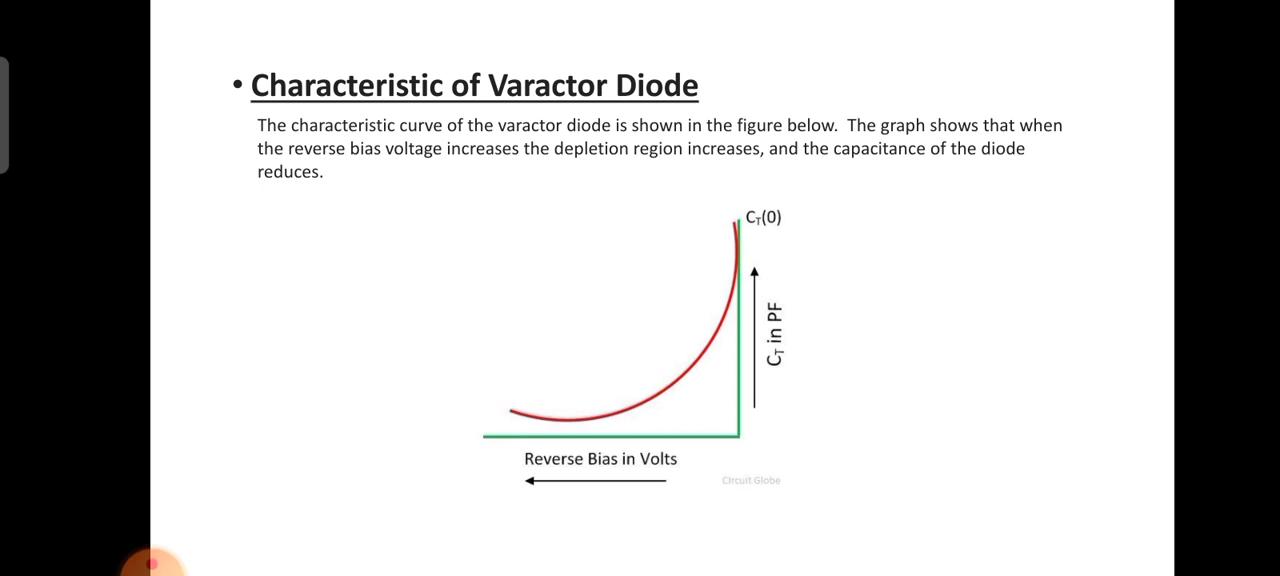 • Characteristic of Varactor Diode
The characteristic curve of the varactor diode is shown in the figure below. The graph shows that when
the reverse bias voltage increases the depletion region increases, and the capacitance of the diode
reduces.
Cᴛ(0)
Cᴛ in PF
Reverse Bias in Volts
Circuit Globe